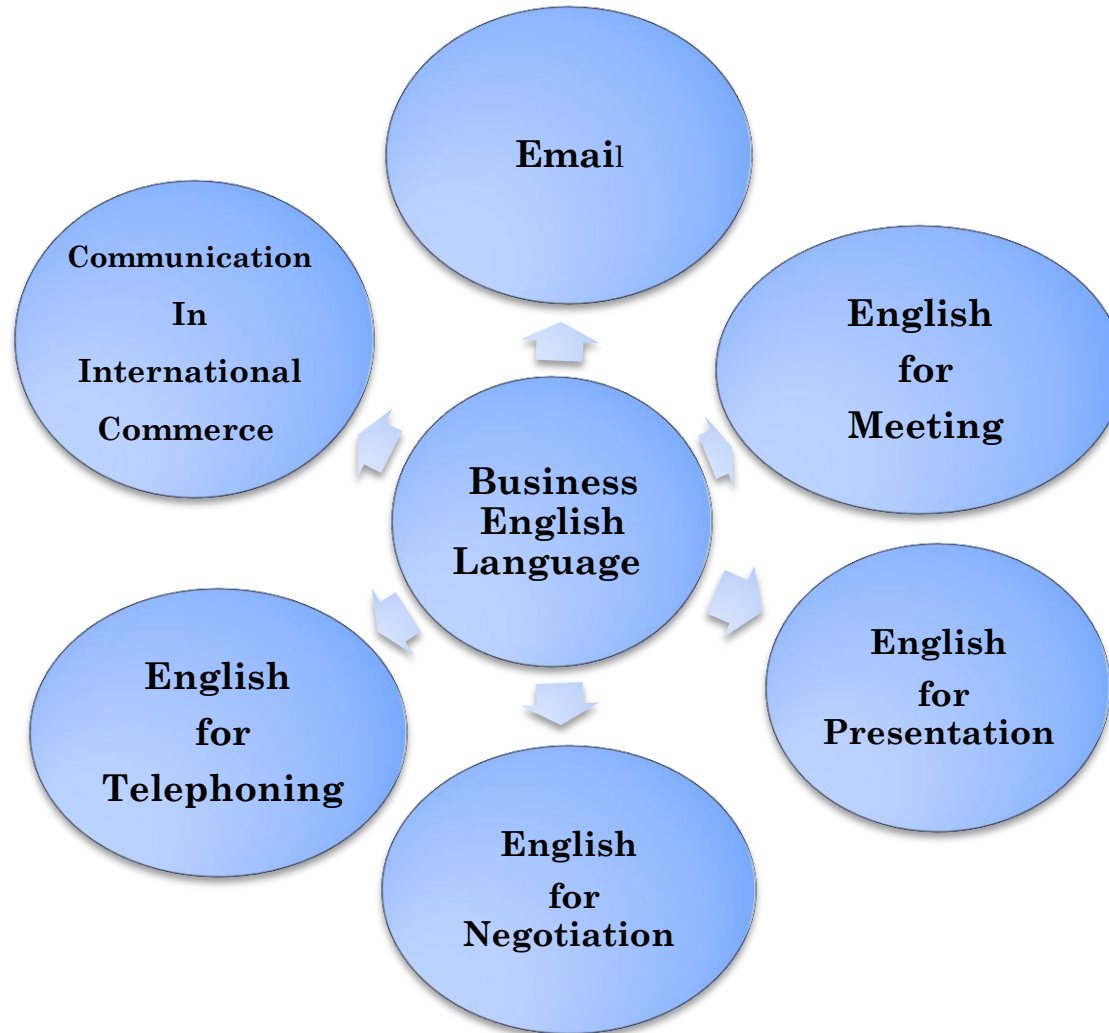 Email
Communication
In
International
Commerce
English
for
Meeting
Business
English
Language
English
for
Presentation
English
for
Telephoning
English
for
Negotiation